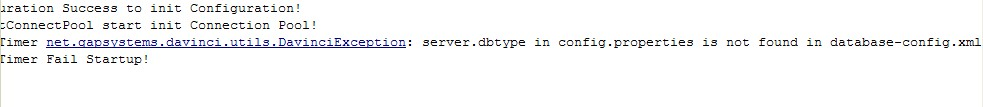 uration Success to init Configuration!
tConnectPool start init Connection Pool!
Timer net.gapsystems.davinci.utils.DavinciException: server.dbtype in config.properties is not found in database-config.xml
Timer Fail Startup!